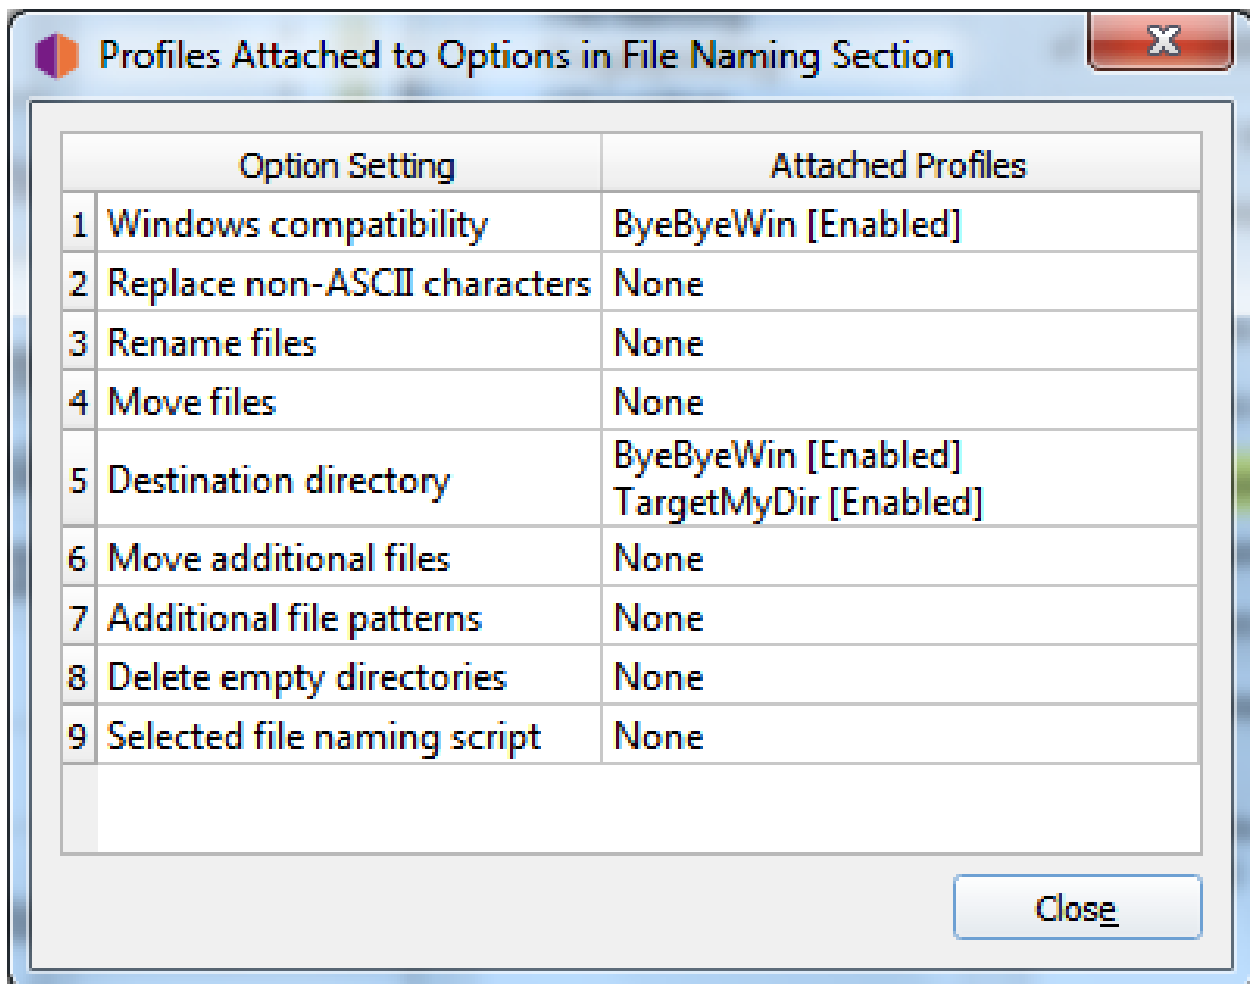 Profiles Attached to Options in File Naming Section
Option Setting Attached Profiles
1 Windows compatibility ByeByeWin [Enabled]
2 Replace non-ASCII characters None
3 Rename files None
4 Move files None
5 Destination directory ByeByeWin [Enabled]
TargetMyDir [Enabled]
6 Move additional files None
7 Additional file patterns None
8 Delete empty directories None
9 Selected file naming script None
Close